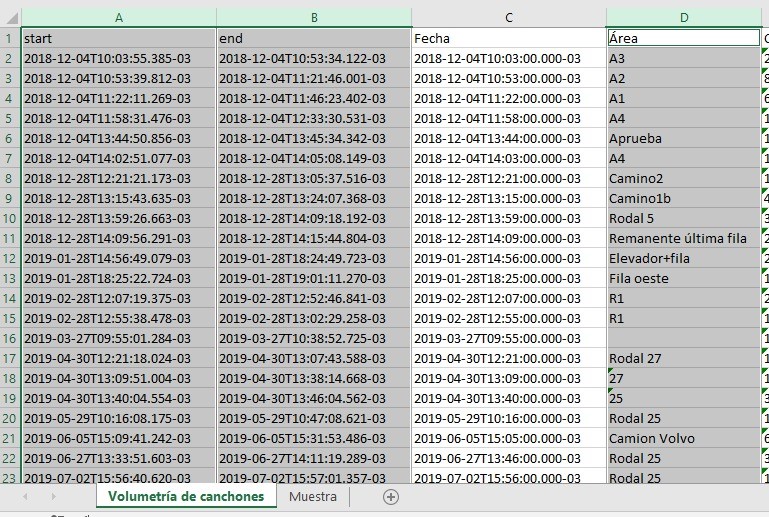 A B C D
1 start end Fecha Área
2 2018-12-04T10:03:55.385-03 2018-12-04T10:53:34.122-03 2018-12-04T10:03:00.000-03 A3
3 2018-12-04T10:53:39.812-03 2018-12-04T11:21:46.001-03 2018-12-04T10:53:00.000-03 A2
4 2018-12-04T11:22:11.269-03 2018-12-04T11:46:23.402-03 2018-12-04T11:22:00.000-03 A1
5 2018-12-04T11:58:31.476-03 2018-12-04T12:33:30.531-03 2018-12-04T11:58:00.000-03 A4
6 2018-12-04T13:44:50.856-03 2018-12-04T13:45:34.342-03 2018-12-04T13:44:00.000-03 Aprueba
7 2018-12-04T14:02:51.077-03 2018-12-04T14:05:08.149-03 2018-12-04T14:03:00.000-03 A4
8 2018-12-28T12:21:21.173-03 2018-12-28T13:05:37.516-03 2018-12-28T12:21:00.000-03 Camino2
9 2018-12-28T13:15:43.635-03 2018-12-28T13:24:07.368-03 2018-12-28T13:15:00.000-03 Camino1b
10 2018-12-28T13:59:26.663-03 2018-12-28T14:09:18.192-03 2018-12-28T13:59:00.000-03 Rodal 5
11 2018-12-28T14:09:56.291-03 2018-12-28T14:15:44.804-03 2018-12-28T14:09:00.000-03 Remanente última fila
12 2019-01-28T14:56:49.079-03 2019-01-28T18:24:49.723-03 2019-01-28T14:56:00.000-03 Elevador+fila
13 2019-01-28T18:25:22.724-03 2019-01-28T19:01:11.270-03 2019-01-28T18:25:00.000-03 Fila oeste
14 2019-02-28T12:07:19.375-03 2019-02-28T12:52:46.841-03 2019-02-28T12:07:00.000-03 R1
15 2019-02-28T12:55:38.478-03 2019-02-28T13:02:29.258-03 2019-02-28T12:55:00.000-03 R1
16 2019-03-27T09:55:01.284-03 2019-03-27T10:38:52.725-03 2019-03-27T09:55:00.000-03
17 2019-04-30T12:21:18.024-03 2019-04-30T13:07:43.588-03 2019-04-30T12:21:00.000-03 Rodal 27
18 2019-04-30T13:09:51.004-03 2019-04-30T13:38:14.668-03 2019-04-30T13:09:00.000-03 27
19 2019-04-30T13:40:04.554-03 2019-04-30T13:46:04.562-03 2019-04-30T13:40:00.000-03 25
20 2019-05-29T10:16:08.175-03 2019-05-29T10:47:08.621-03 2019-05-29T10:16:00.000-03 Rodal 25
21 2019-06-05T15:09:41.242-03 2019-06-05T15:31:53.486-03 2019-06-05T15:05:00.000-03 Camion Volvo
22 2019-06-27T13:33:51.603-03 2019-06-27T14:11:19.289-03 2019-06-27T13:46:00.000-03 Rodal 25
23 2019-07-02T15:56:40.620-03 2019-07-02T15:57:01.357-03 2019-07-02T15:56:00.000-03 Rodal 25
Volumetría de canchones Muestra